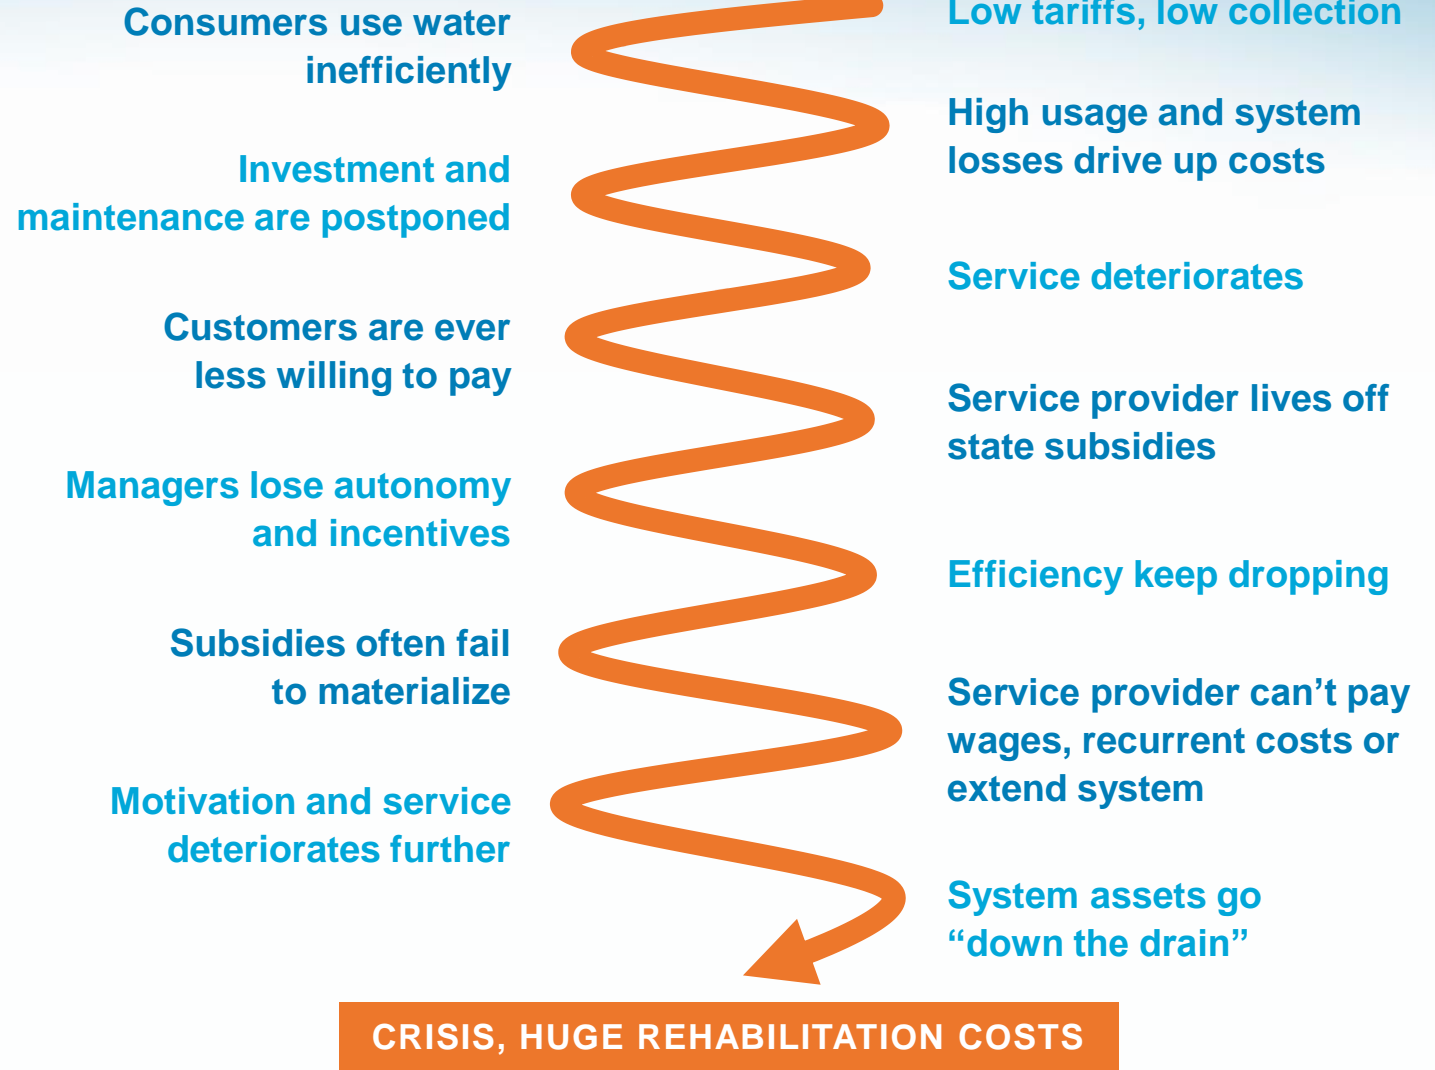 Low tariffs, low collection
Consumers use water
inefficiently
High usage and system
losses drive up costs
Investment and
maintenance are postponed
Service deteriorates
Customers are ever
less willing to pay
Service provider lives off
state subsidies
Managers lose autonomy
and incentives
Efficiency keep dropping
Subsidies often fail
to materialize
Service provider can’t pay
wages, recurrent costs or
extend system
Motivation and service
deteriorates further
System assets go
“down the drain”
CRISIS, HUGE REHABILITATION COSTS